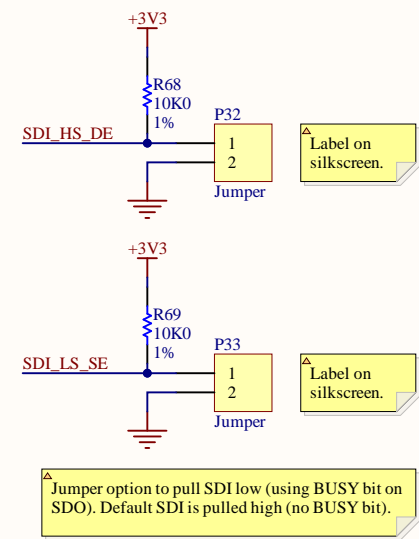 +3V3
R68
10K0
1%
SDI_HS_DE
P32
1
2
Jumper
Label on
silkscreen.
+3V3
R69
10K0
1%
SDI_LS_SE
P33
1
2
Jumper
Label on
silkscreen.
Jumper option to pull SDI low (using BUSY bit on
SDO). Default SDI is pulled high (no BUSY bit).